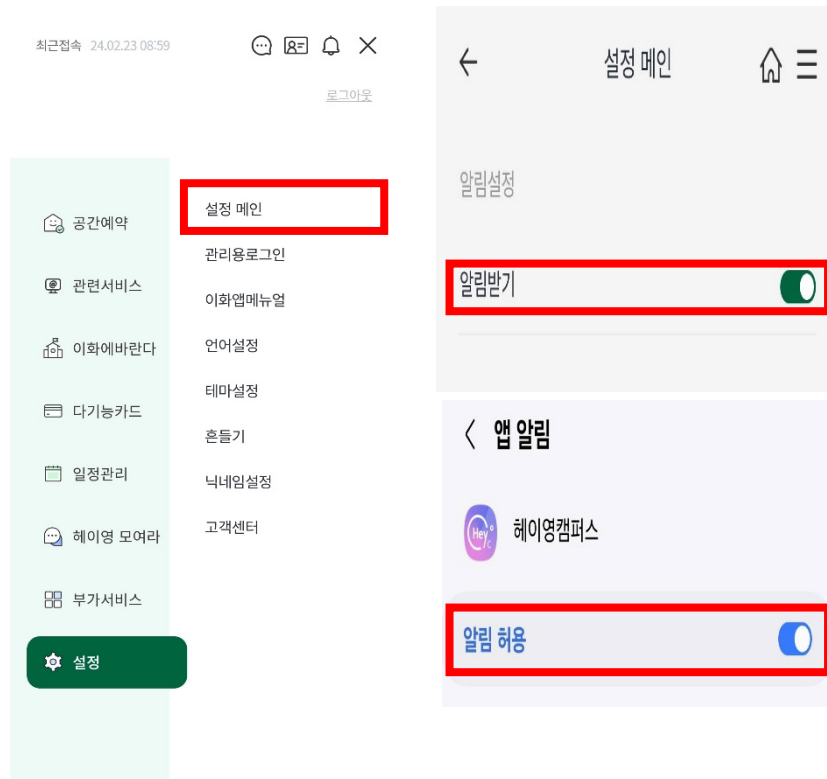 최근접속 24.02.23 08:59
로그아웃
공간예약
관련서비스
이화에바란다
다기능카드
일정관리
헤이영 모여라
부가서비스
설정
설정 메인
관리용로그인
이화앱메뉴얼
언어설정
테마설정
흔들기
닉네임설정
고객센터
설정 메인
알림설정
알림받기
앱 알림
Hey
c
헤이영캠퍼스
알림 허용